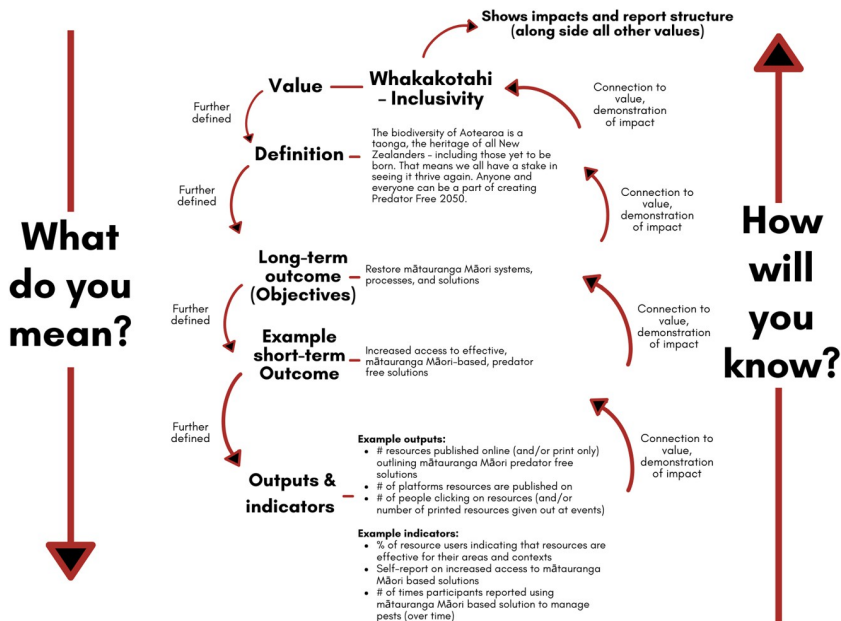 Shows impacts and report structure
(along side all other values)
Value
Whakakotahi
– Inclusivity
Further
defined
Connection to
value,
demonstration
of impact
Definition
The biodiversity of Aotearoa is a
taonga, the heritage of all New
Zealanders – including those yet to be
born. That means we all have a stake in
seeing it thrive again. Anyone and
everyone can be a part of creating
Predator Free 2050.
Further
defined
Connection to
value,
demonstration
of impact
What
do you
mean?
How
will
you
know?
Long-term
outcome
(Objectives)
Restore mātauranga Māori systems,
processes, and solutions
Further
defined
Connection to
value,
demonstration
of impact
Example
short-term
Outcome
Increased access to effective,
mātauranga Māori-based, predator
free solutions
Further
defined
Connection to
value,
demonstration
of impact
Outputs &
indicators
Example outputs:
• # resources published online (and/or print only)
outlining mātauranga Māori predator free
solutions
• # of platforms resources are published on
• # of people clicking on resources (and/or
number of printed resources given out at events)
Example indicators:
• % of resource users indicating that resources are
effective for their areas and contexts
• Self-report on increased access to mātauranga
Māori based solutions
• # of times participants reported using
mātauranga Māori based solution to manage
pests (over time)